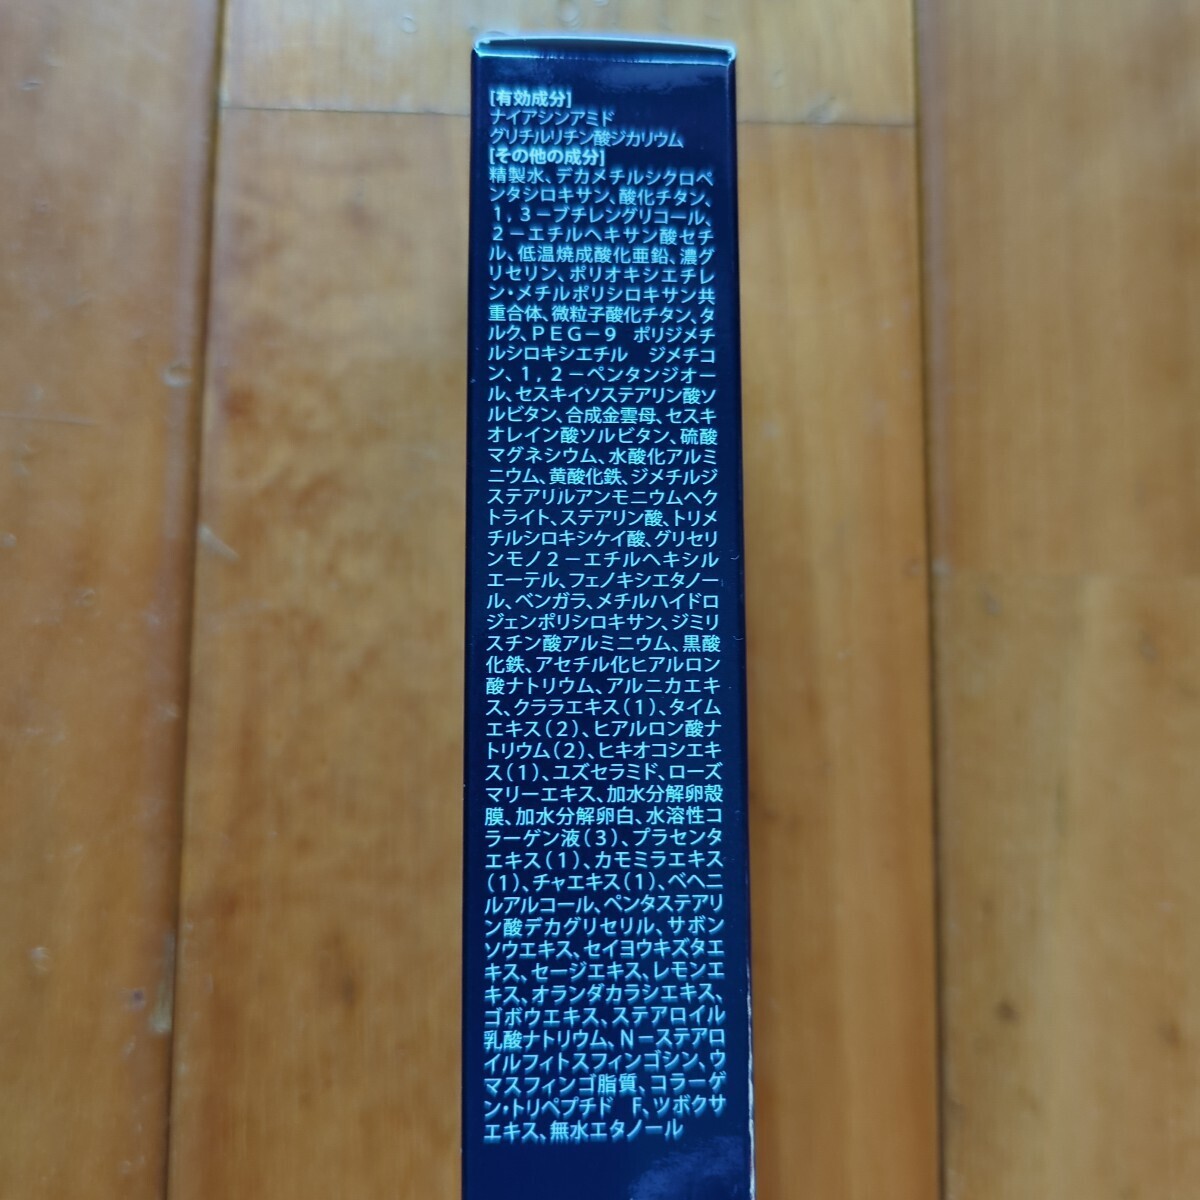 [有効成分]
ナイアシンアミド
グリチルリチン酸ジカリウム
[その他の成分]
精製水、デカメチルシクロペ
ンタシロキサン、酸化チタン、
1,3－ブチレングリコール、
2－エチルヘキサン酸セチ
ル、低温焼成酸化亜鉛、濃グ
リセリン、ポリオキシエチレ
ン・メチルポリシロキサン共
重合体、微粒子酸化チタン、タ
ルク、PEG－9　ポリジメチ
ルシロキシエチル　ジメチコ
ン、1,2－ペンタンジオー
ル、セスキイソステアリン酸ソ
ルビタン、合成金雲母、セスキ
オレイン酸ソルビタン、硫酸
マグネシウム、水酸化アルミ
ニウム、黄酸化鉄、ジメチルジ
ステアリルアンモニウムヘク
トライト、ステアリン酸、トリメ
チルシロキシケイ酸、グリセリ
ンモノ2－エチルヘキシル
エーテル、フェノキシエタノー
ル、ベンガラ、メチルハイドロ
ジェンポリシロキサン、ジミリ
スチン酸アルミニウム、黒酸
化鉄、アセチル化ヒアルロン
酸ナトリウム、アルニカエキ
ス、クララエキス(1)、タイム
エキス(2)、ヒアルロン酸ナ
トリウム(2)、ヒキオコシエキ
ス(1)、ユズセラミド、ローズ
マリーエキス、加水分解卵殻
膜、加水分解卵白、水溶性コ
ラーゲン液(3)、プラセンタ
エキス(1)、カモミラエキス
(1)、チャエキス(1)、ベヘニ
ルアルコール、ペンタステアリ
ン酸デカグリセリル、サボン
ソウエキス、セイヨウキズタエ
キス、セージエキス、レモンエ
キス、オランダカラシエキス、
ゴボウエキス、ステアロイル
乳酸ナトリウム、N－ステアロ
イルフィトスフィンゴシン、ウ
マスフィンゴ脂質、コラーゲ
ン・トリペプチド　F、ツボクサ
エキス、無水エタノール